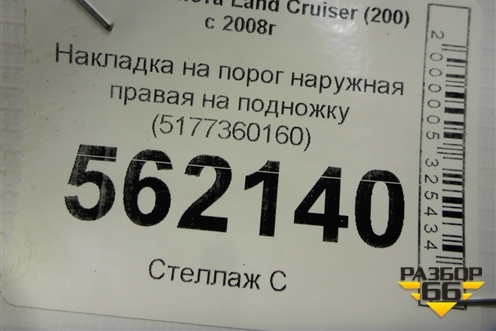 Land Cruiser (200)
с 2008г
Накладка на порог наружная
правая на подножку
(5177360160)
562140
Стеллаж С
2000005325434
РАЗБОР
66